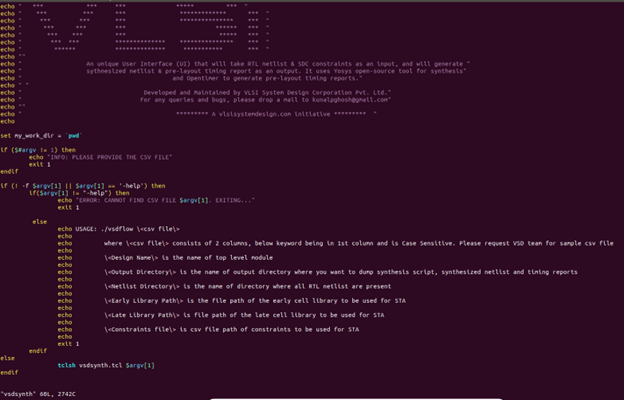 echo "   ***           ***      ***              *****        ***  "
echo "    ***         ***       ***            *************      ***  "
echo "     ***       ***        ***            **************     ***  "
echo "      ***     ***         ***              ***              ***  "
echo "       ***   ***          ***                 *****         ***  "
echo "        *** ***           *************    **************   ***  "
echo "         ******           *************     ***********     ***  "
echo ""
echo "                   An unique User Interface (UI) that will take RTL netlist & SDC constraints as an input, and will generate "
echo "                   sythnesized netlist & pre-layout timing report as an output. It uses Yosys open-source tool for synthesis"
echo "                                      and Opentimer to generate pre-layout timing reports."
echo " "
echo "                             Developed and Maintained by VLSI System Design Corporation Pvt. Ltd."
echo "                            For any queries and bugs, please drop a mail to kunalpghosh@gmail.com"
echo ""
echo "                                       ********* A vlsisystemdesign.com initiative *********  "
echo
set my_work_dir = `pwd`
if ($#argv != 1) then
echo "INFO: PLEASE PROVIDE THE CSV FILE"
exit 1
endif
if (! -f $argv[1] || $argv[1] == "-help") then
if($argv[1] != "-help") then
echo "ERROR: CANNOT FIND CSV FILE $argv[1]. EXITING..."
exit 1
else
echo USAGE: ./vsdflow \<csv file\>
echo
echo where \<csv file\> consists of 2 columns, below keyword being in 1st column and is Case Sensitive. Please request VSD team for sample csv file
echo
echo \<Design Name\> is the name of top level module
echo
echo \<Output Directory\> is the name of output directory where you want to dump synthesis script, synthesized netlist and timing reports
echo
echo \<Netlist Directory\> is the name of directory where all RTL netlist are present
echo
echo \<Early Library Path\> is the file path of the early cell library to be used for STA
echo
echo \<Late Library Path\> is file path of the late cell library to be used for STA
echo
echo \<Constraints file\> is csv file path of constraints to be used for STA
echo
exit 1
endif
else
tclsh vsdsynth.tcl $argv[1]
endif
"vsdsynth" 66L, 2742C